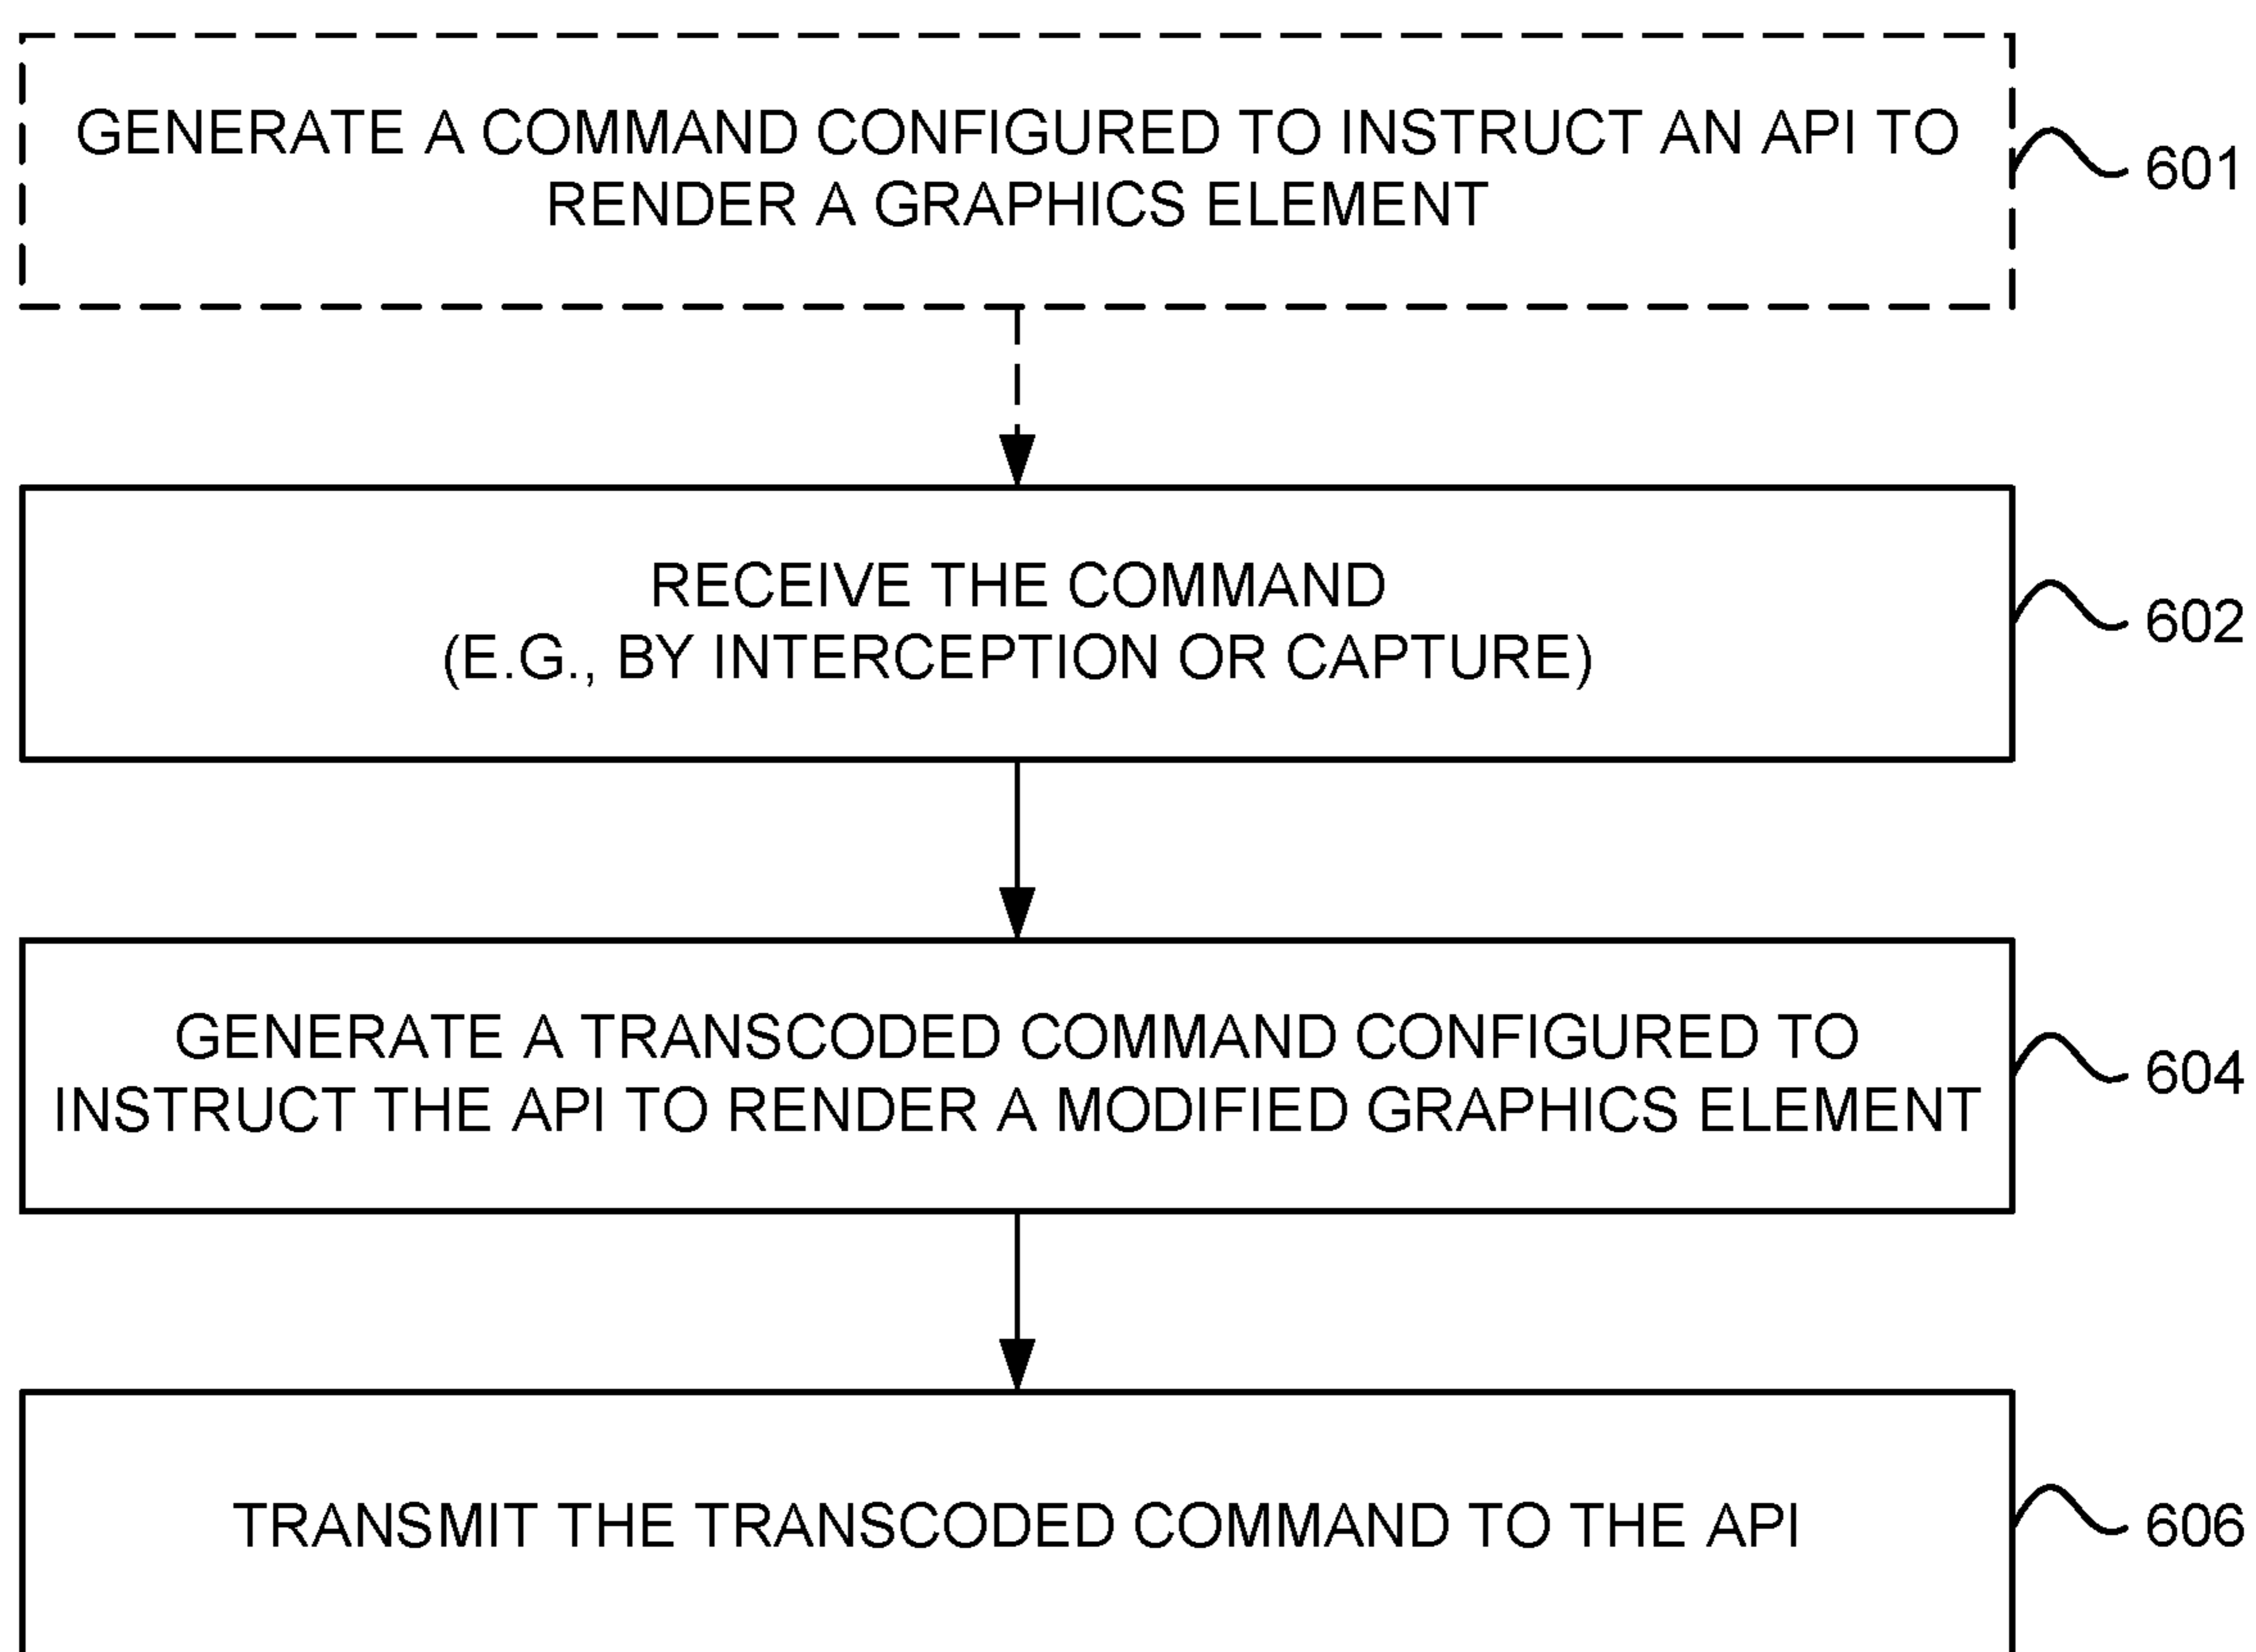 GENERATE A COMMAND CONFIGURED TO INSTRUCT AN API TO
RENDER A GRAPHICS ELEMENT
601
RECEIVE THE COMMAND
(E.G., BY INTERCEPTION OR CAPTURE)
602
GENERATE A TRANSCODED COMMAND CONFIGURED TO
INSTRUCT THE API TO RENDER A MODIFIED GRAPHICS ELEMENT
604
TRANSMIT THE TRANSCODED COMMAND TO THE API
606